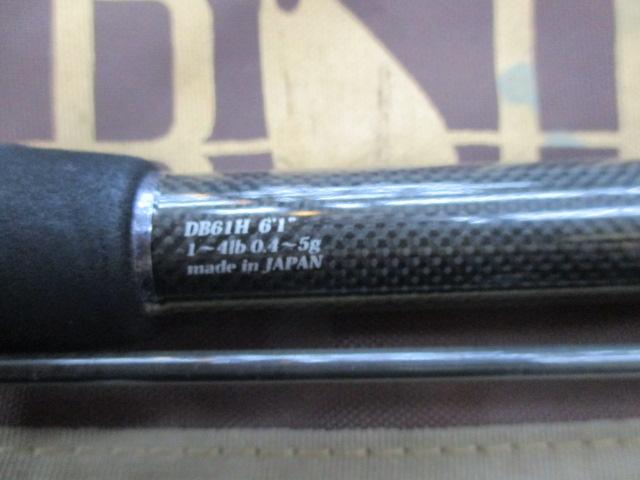 DB61H 6'1"
1~4lb 0.4~5g
made in JAPAN